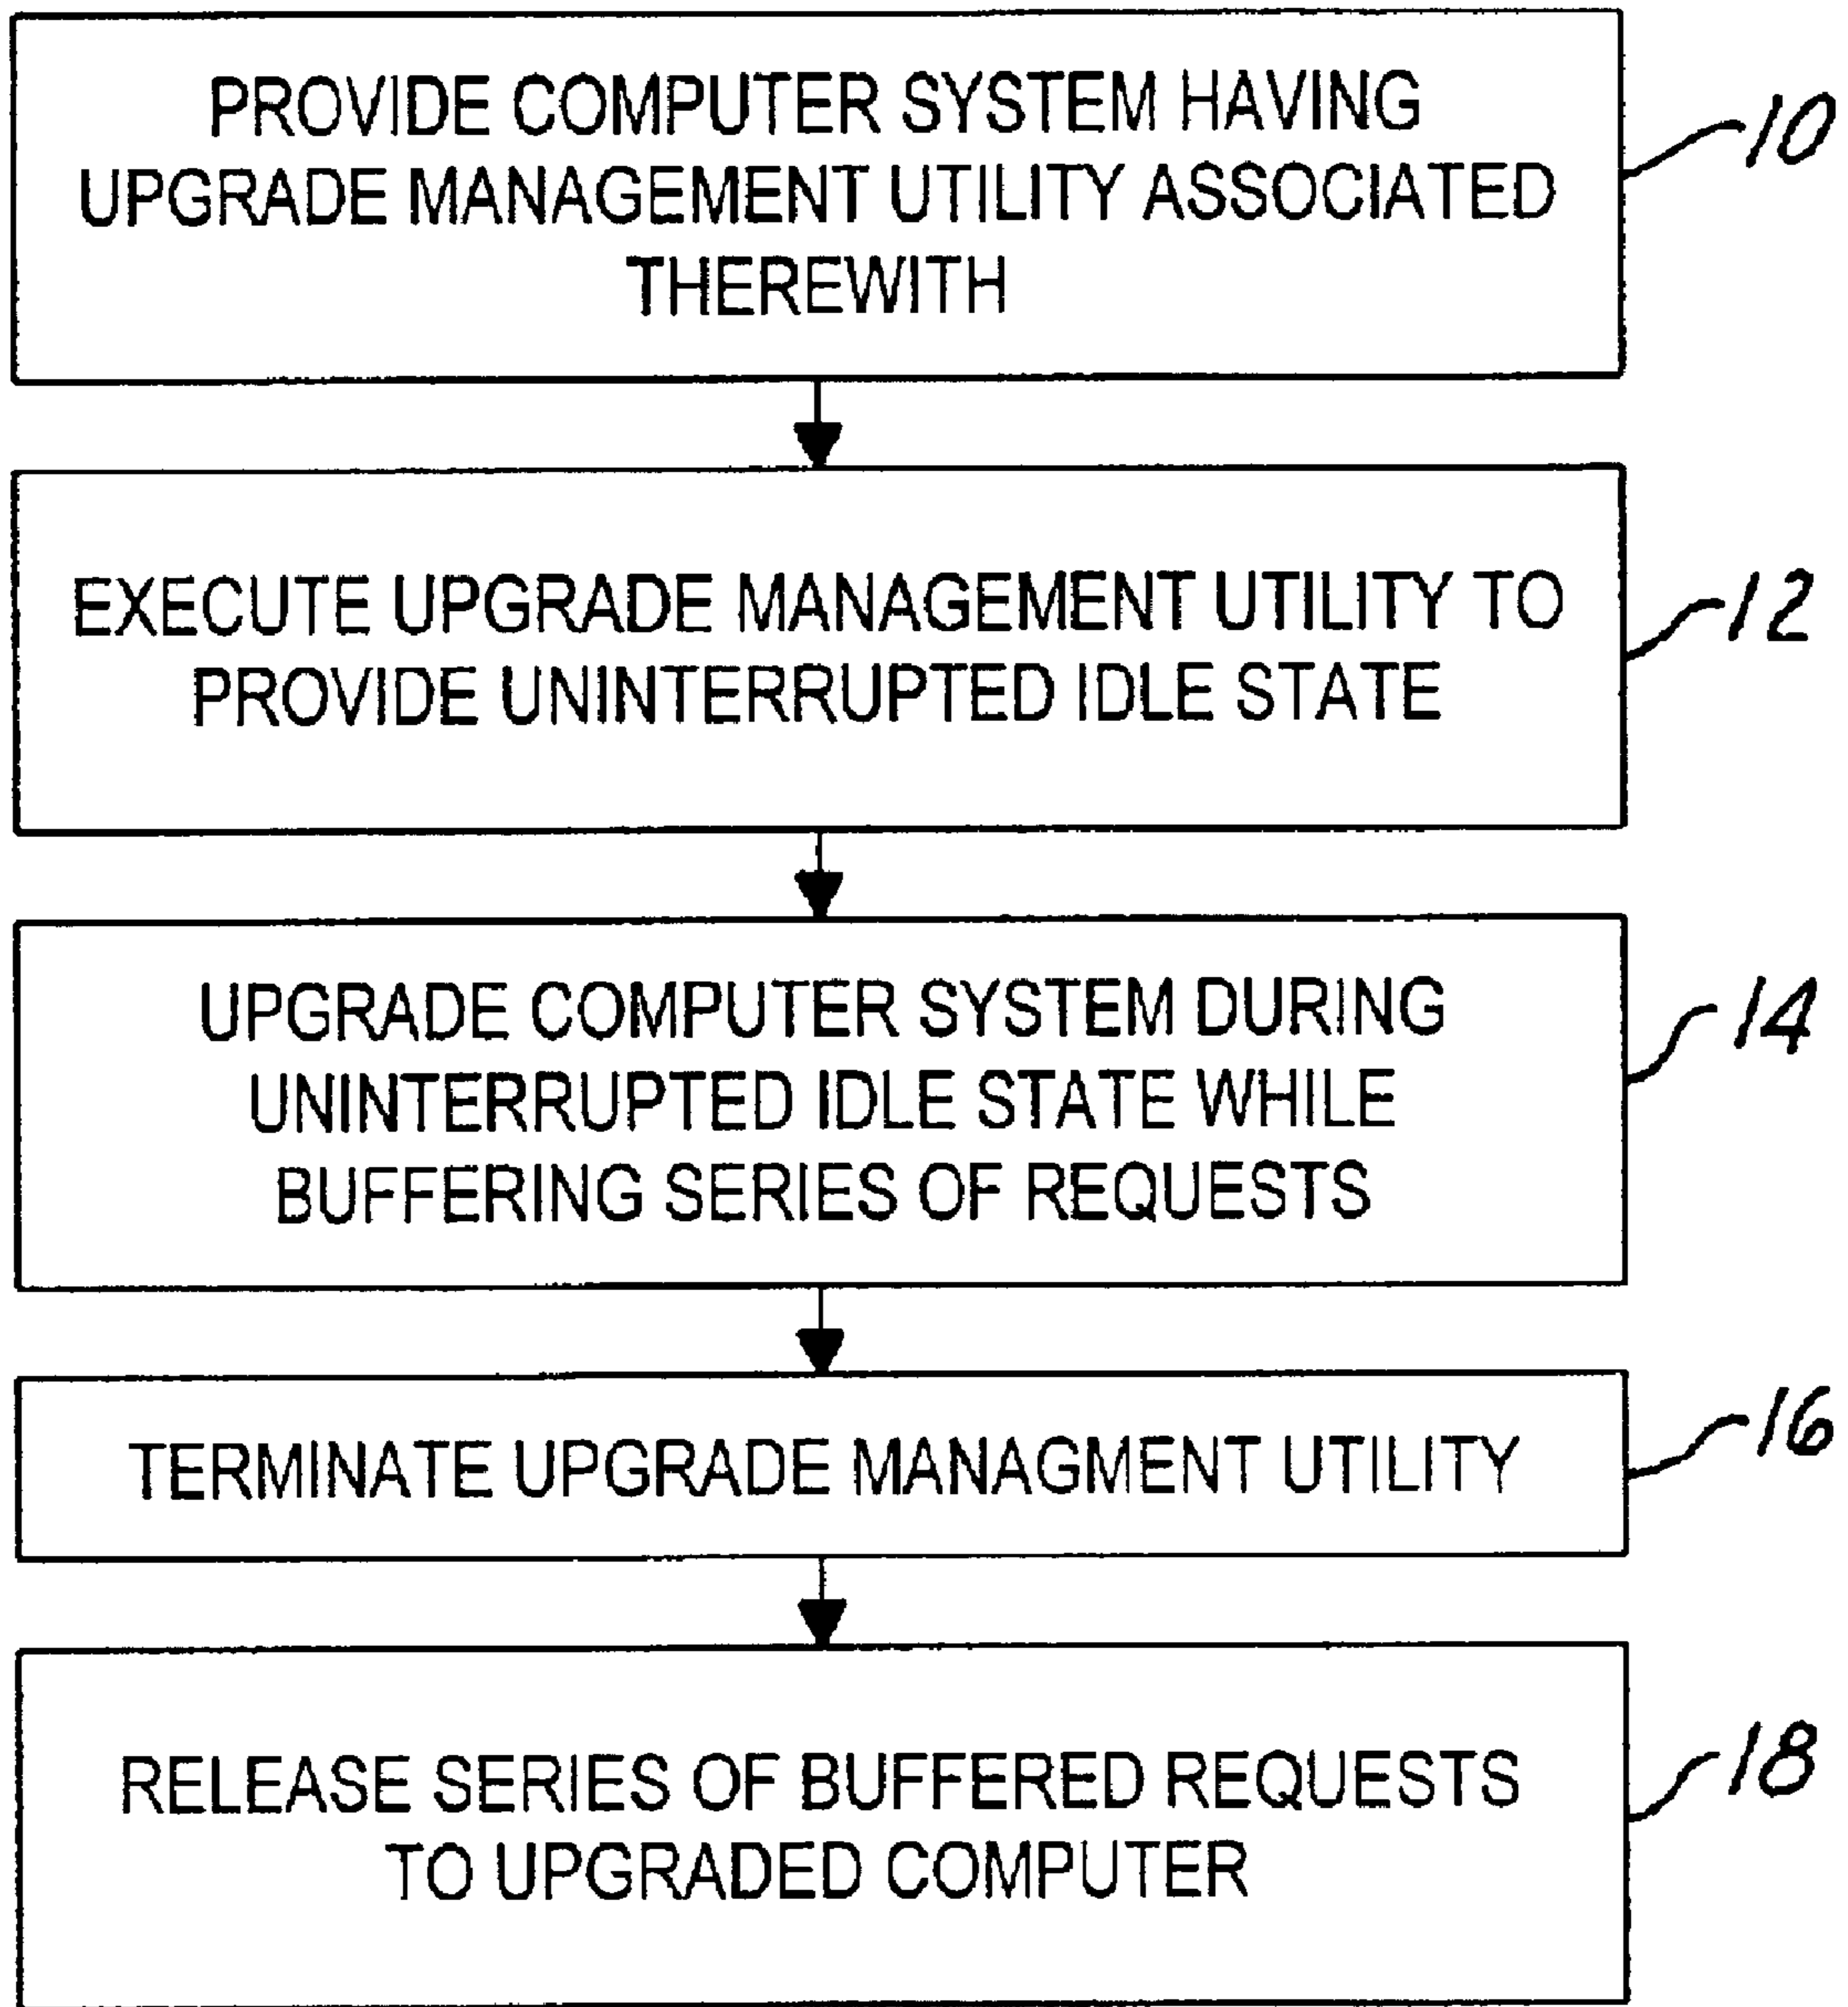 PROVIDE COMPUTER SYSTEM HAVING
UPGRADE MANAGEMENT UTILITY ASSOCIATED
THEREWITH
10
EXECUTE UPGRADE MANAGEMENT UTILITY TO
PROVIDE UNINTERRUPTED IDLE STATE
12
UPGRADE COMPUTER SYSTEM DURING
UNINTERRUPTED IDLE STATE WHILE
BUFFERING SERIES OF REQUESTS
14
TERMINATE UPGRADE MANAGMENT UTILITY
16
RELEASE SERIES OF BUFFERED REQUESTS
TO UPGRADED COMPUTER
18